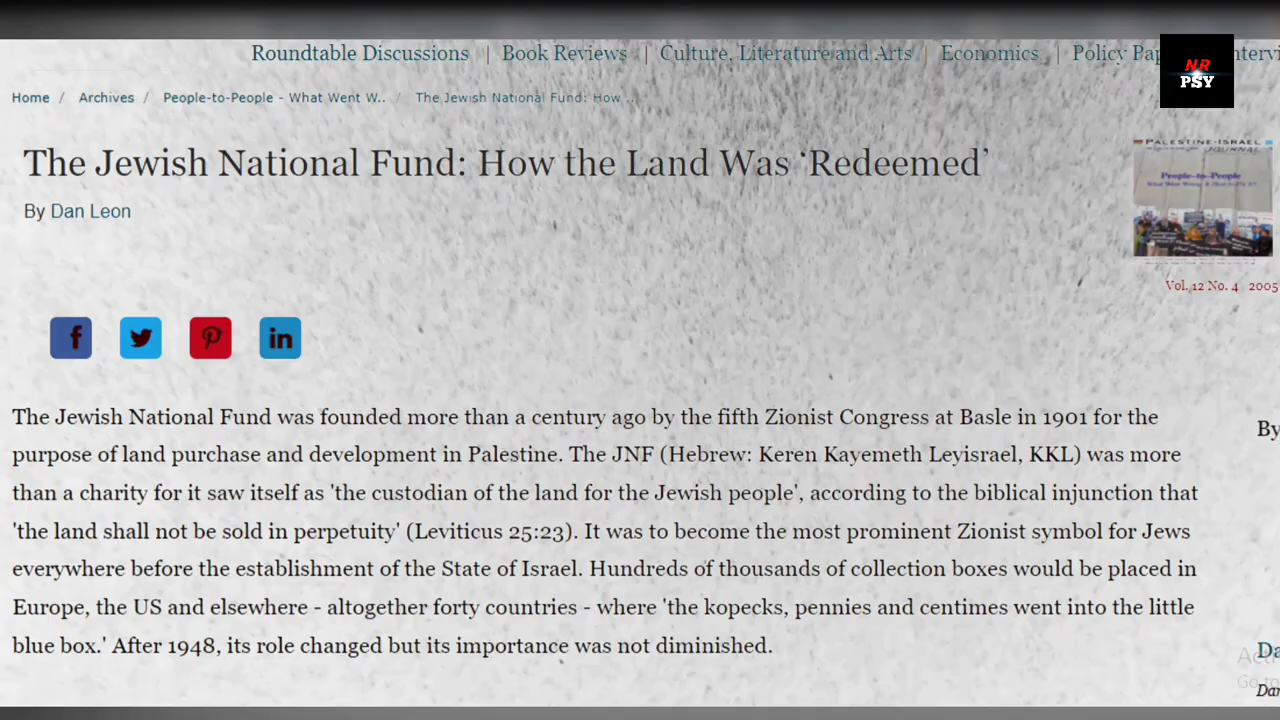 Roundtable Discussions | Book Reviews | Culture, Literature and Arts | Economics | Policy Pap
NR
PSY
Home / Archives / People-to-People - What Went W.. / The Jewish National Fund: How ...
The Jewish National Fund: How the Land Was ‘Redeemed’
By Dan Leon
PALESTINE-ISRAEL
JOURNAL
People-to-People
Vol. 12 No. 4 2005
The Jewish National Fund was founded more than a century ago by the fifth Zionist Congress at Basle in 1901 for the
purpose of land purchase and development in Palestine. The JNF (Hebrew: Keren Kayemeth Leyisrael, KKL) was more
than a charity for it saw itself as 'the custodian of the land for the Jewish people', according to the biblical injunction that
'the land shall not be sold in perpetuity' (Leviticus 25:23). It was to become the most prominent Zionist symbol for Jews
everywhere before the establishment of the State of Israel. Hundreds of thousands of collection boxes would be placed in
Europe, the US and elsewhere - altogether forty countries - where 'the kopecks, pennies and centimes went into the little
blue box.' After 1948, its role changed but its importance was not diminished.
By
Da
Dan